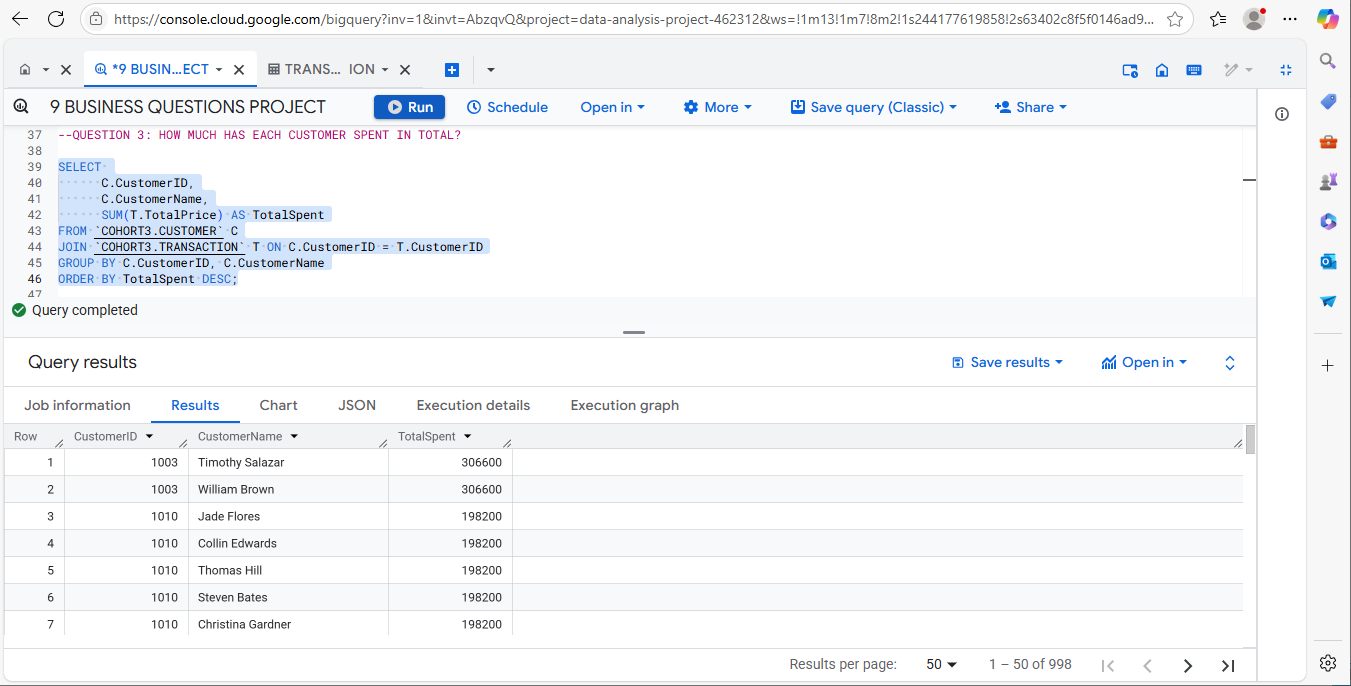 https://console.cloud.google.com/bigquery?inv=1&invt=AbzqvQ&project=data-analysis-project-462312&ws=!1m13!1m7!8m2!1s244177619858!2s63402c8f5f0146ad9...
*9 BUSIN...ECT
TRANS... ION
9 BUSINESS QUESTIONS PROJECT
Run
Schedule
Open in
More
Save query (Classic)
Share
37 --QUESTION 3: HOW MUCH HAS EACH CUSTOMER SPENT IN TOTAL?
38
39 SELECT
40 C.CustomerID,
41 C.CustomerName,
42 SUM(T.TotalPrice) AS TotalSpent
43 FROM `COHORT3.CUSTOMER` C
44 JOIN `COHORT3.TRANSACTION` T ON C.CustomerID = T.CustomerID
45 GROUP BY C.CustomerID, C.CustomerName
46 ORDER BY TotalSpent DESC;
47
Query completed
Query results
Save results
Open in
Job information Results Chart JSON Execution details Execution graph
Row CustomerID CustomerName TotalSpent
1 1003 Timothy Salazar 306600
2 1003 William Brown 306600
3 1010 Jade Flores 198200
4 1010 Collin Edwards 198200
5 1010 Thomas Hill 198200
6 1010 Steven Bates 198200
7 1010 Christina Gardner 198200
Results per page: 50 1 – 50 of 998